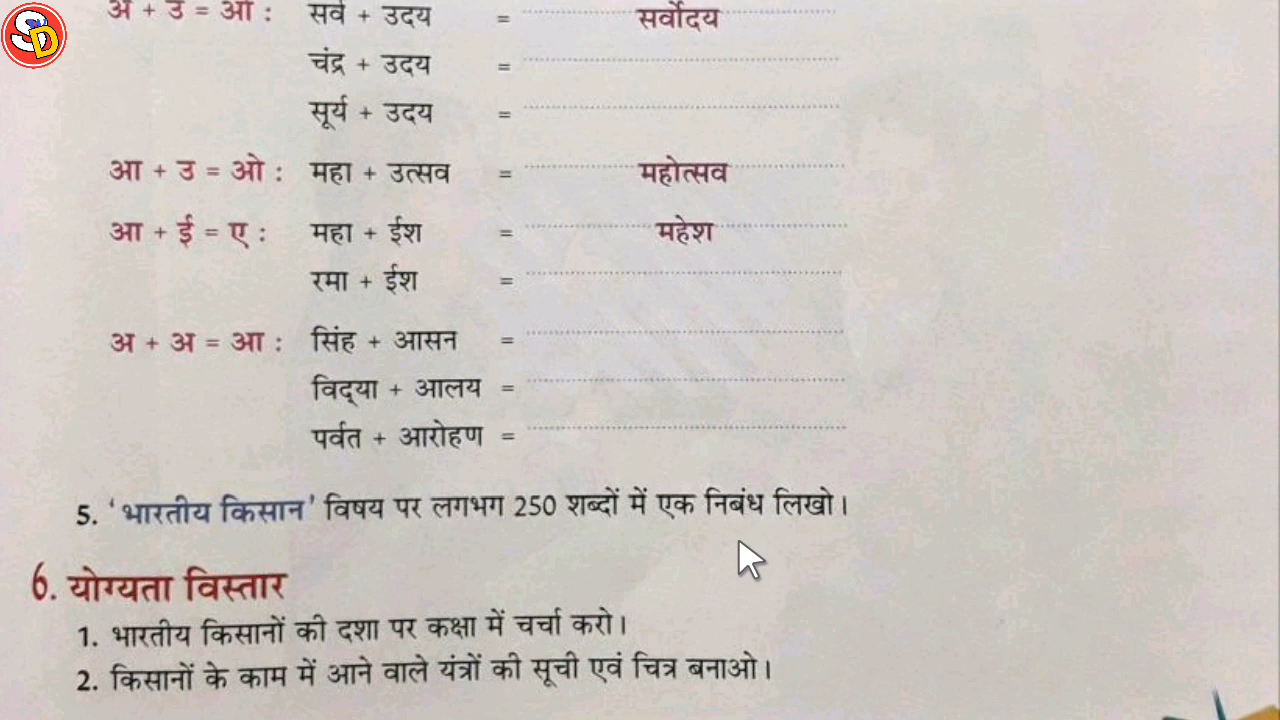 SD
अ + उ = ओ : सर्व + उदय = सर्वोदय
चंद्र + उदय =
सूर्य + उदय =
आ + उ = ओ : महा + उत्सव = महोत्सव
आ + ई = ए : महा + ईश = महेश
रमा + ईश =
अ + अ = आ : सिंह + आसन =
विद्‌या + आलय =
पर्वत + आरोहण =
5. 'भारतीय किसान' विषय पर लगभग 250 शब्दों में एक निबंध लिखो।
6. योग्यता विस्तार
1. भारतीय किसानों की दशा पर कक्षा में चर्चा करो।
2. किसानों के काम में आने वाले यंत्रों की सूची एवं चित्र बनाओ।